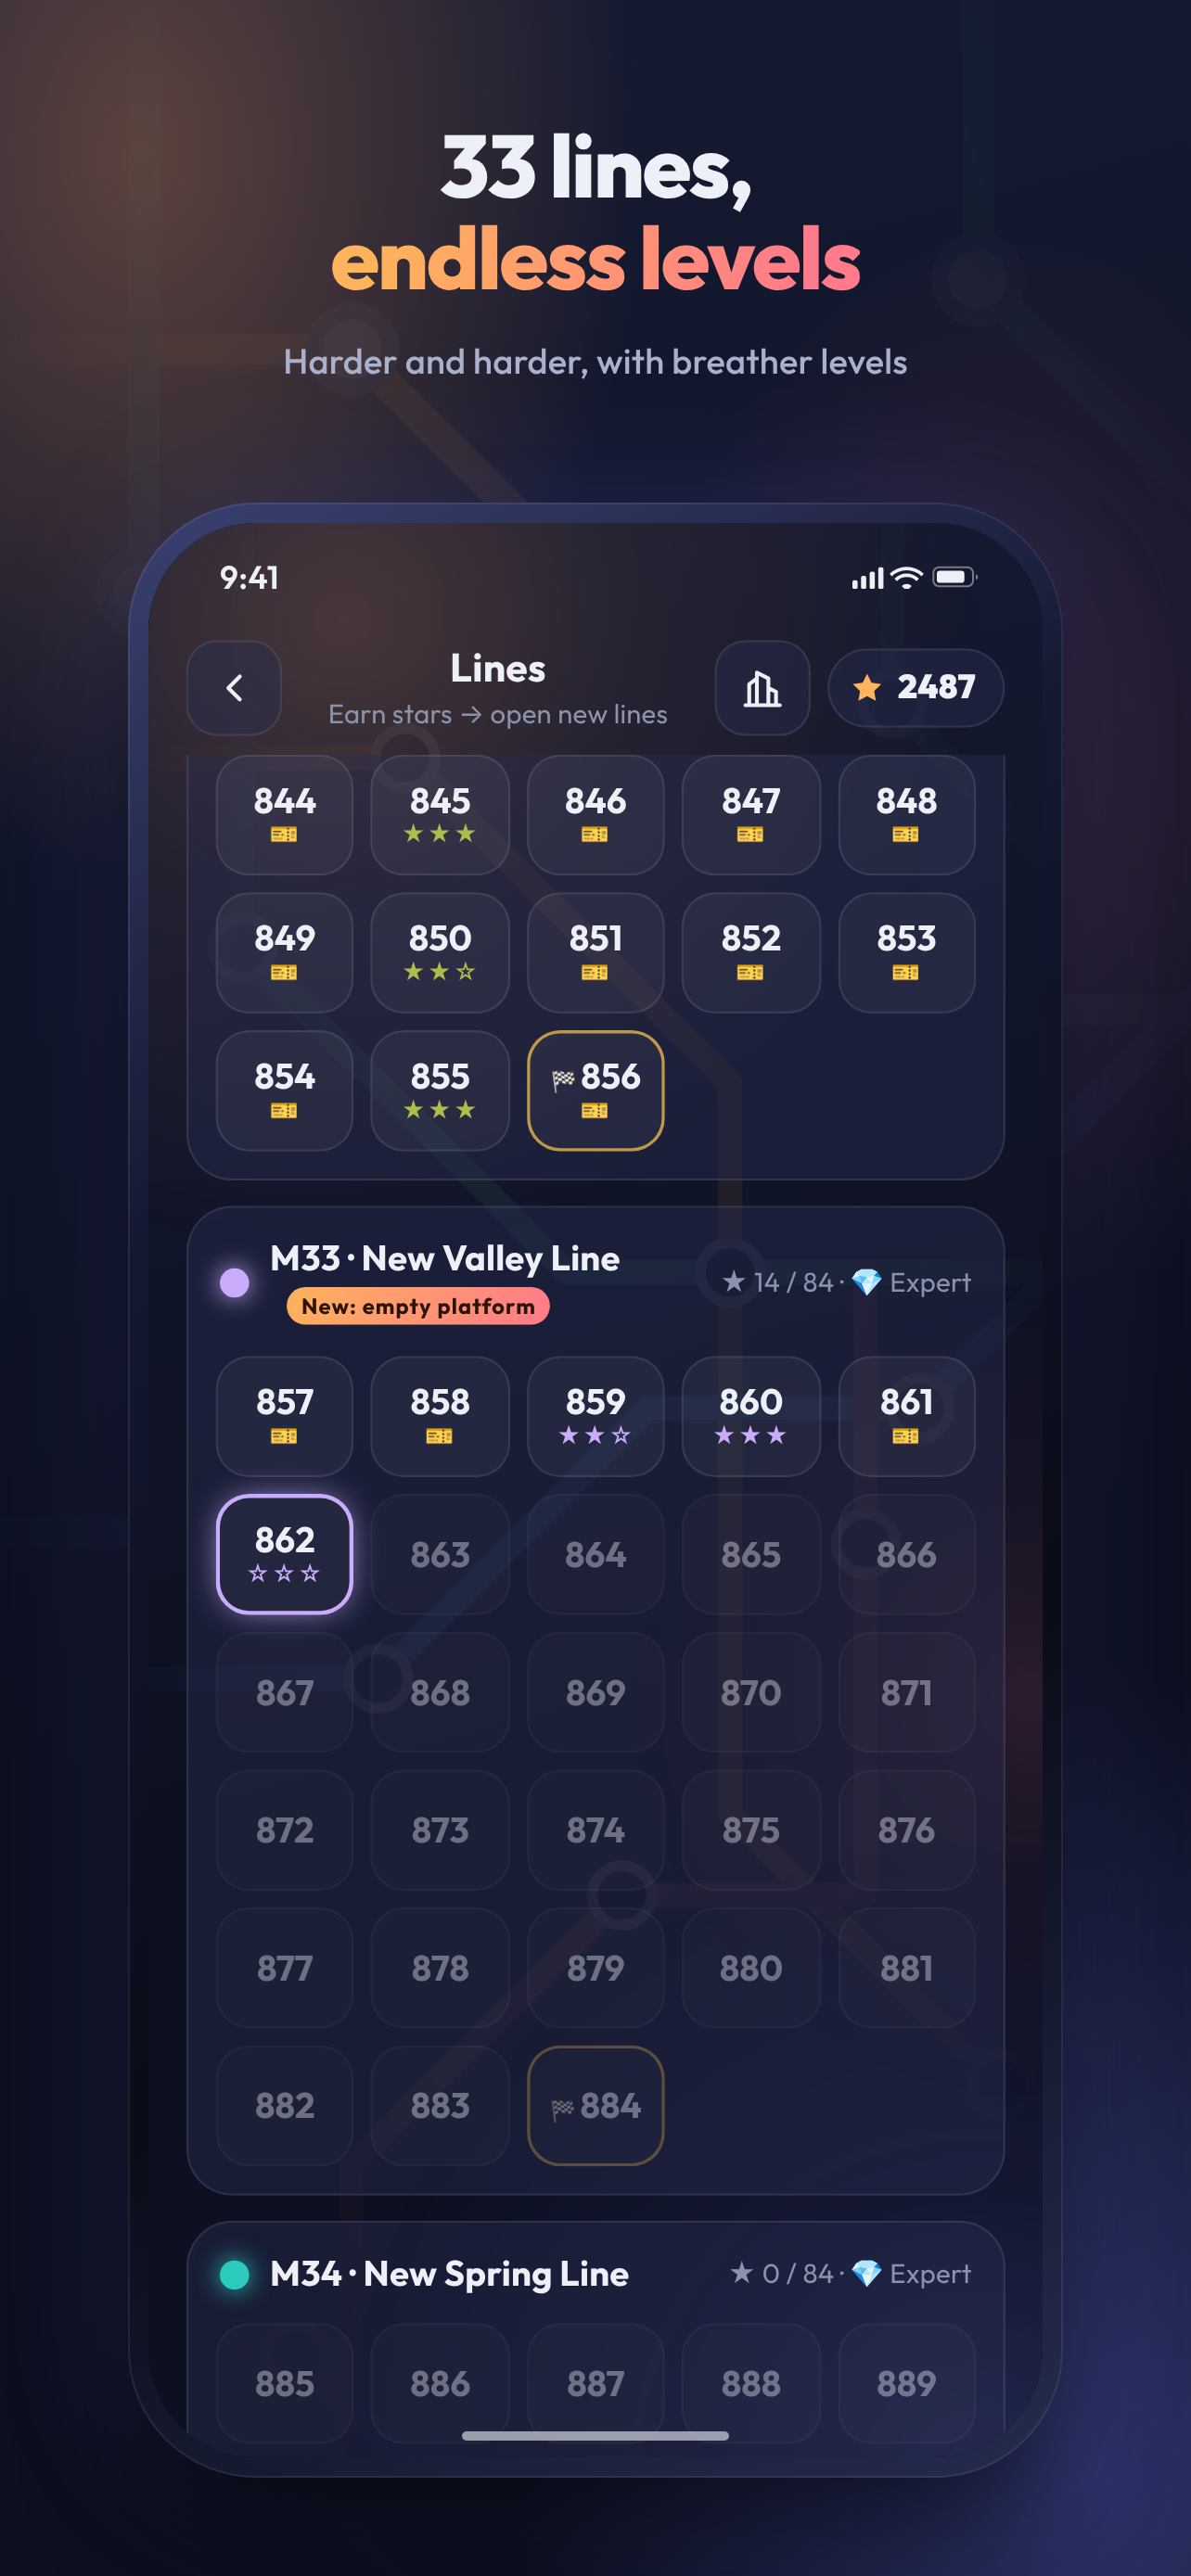 33 lines,
endless levels
Harder and harder, with breather levels
9:41
Lines
Earn stars → open new lines
★ 2487
844 845 846 847 848
🎫 ★★★ 🎫 🎫 🎫
849 850 851 852 853
🎫 ★★☆ 🎫 🎫 🎫
854 855 🏁 856
🎫 ★★★ 🎫
M33 · New Valley Line
New: empty platform
★ 14 / 84 · 💎 Expert
857 858 859 860 861
🎫 🎫 ★★☆ ★★★ 🎫
862 863 864 865 866
☆☆☆
867 868 869 870 871
872 873 874 875 876
877 878 879 880 881
882 883 🏁 884
M34 · New Spring Line ★ 0 / 84 · 💎 Expert
885 886 887 888 889